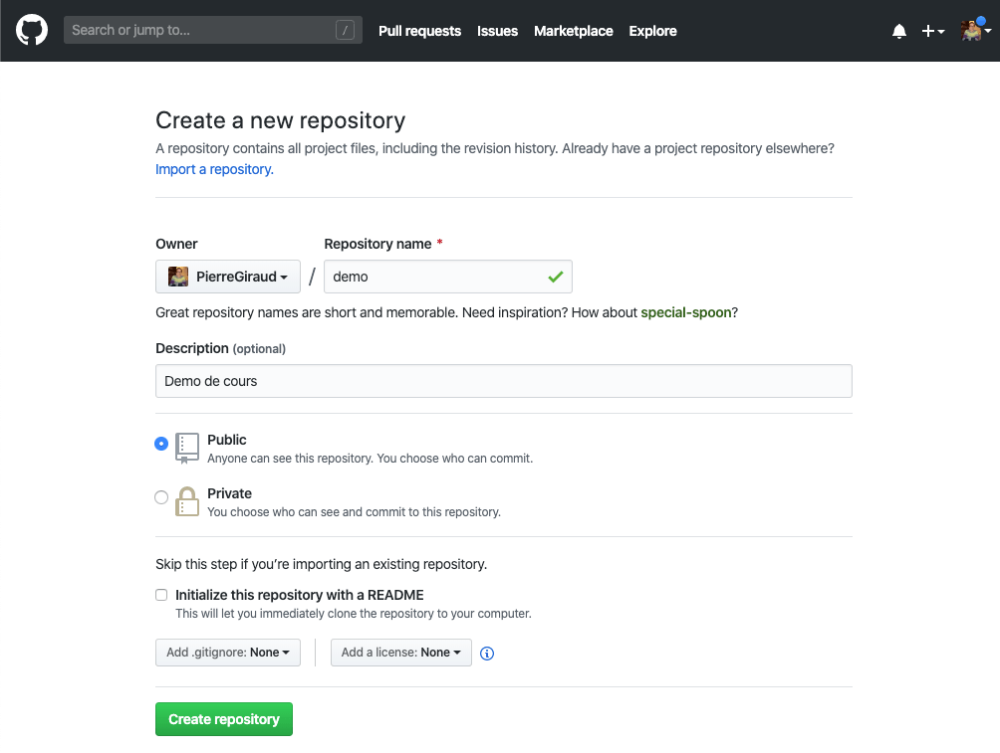 Search or jump to... /
Pull requests Issues Marketplace Explore
Create a new repository
A repository contains all project files, including the revision history. Already have a project repository elsewhere?
Import a repository.
Owner Repository name *
PierreGiraud / demo
Great repository names are short and memorable. Need inspiration? How about special-spoon?
Description (optional)
Demo de cours
Public
Anyone can see this repository. You choose who can commit.
Private
You choose who can see and commit to this repository.
Skip this step if you’re importing an existing repository.
Initialize this repository with a README
This will let you immediately clone the repository to your computer.
Add .gitignore: None Add a license: None
Create repository